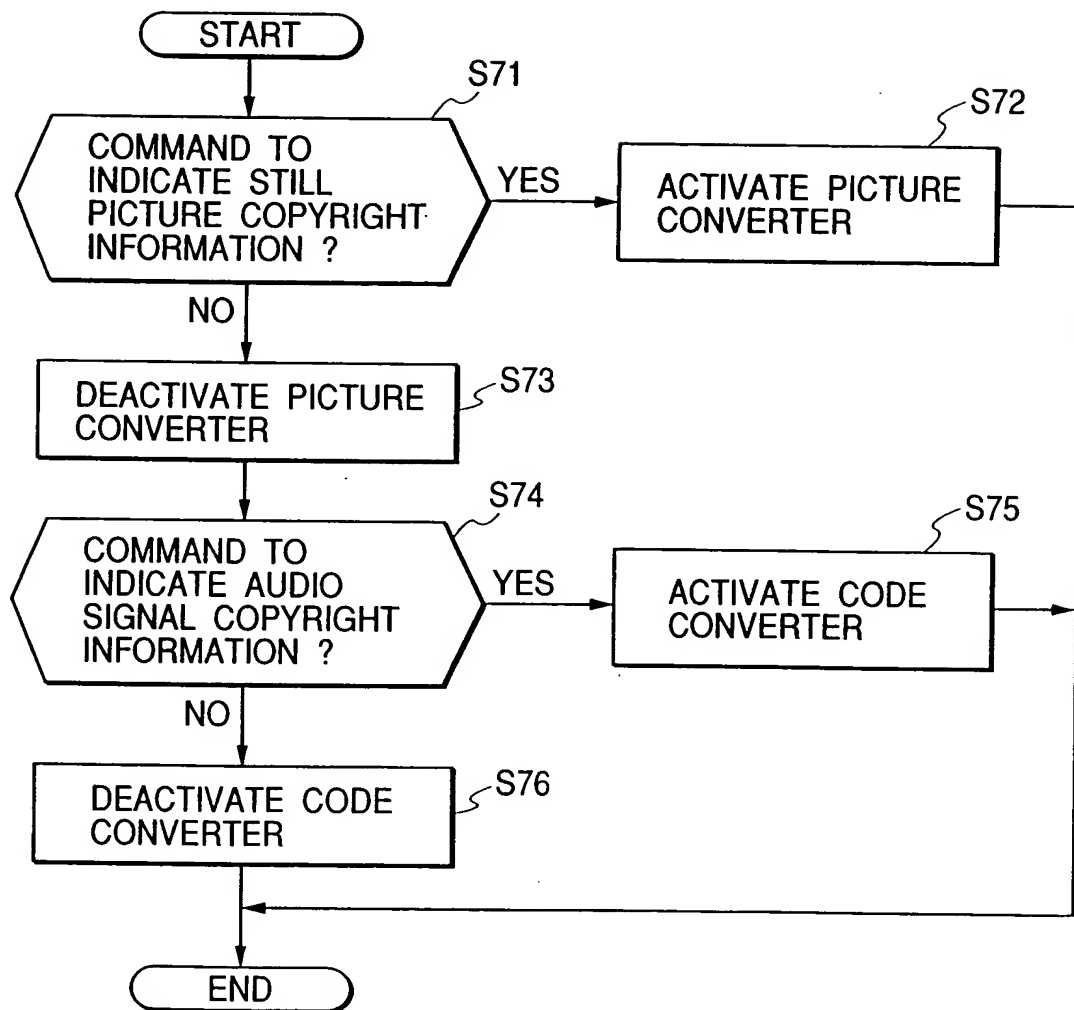 START
S71
COMMAND TO
INDICATE STILL
PICTURE COPYRIGHT
INFORMATION ?
YES
S72
ACTIVATE PICTURE
CONVERTER
NO
S73
DEACTIVATE PICTURE
CONVERTER
S74
COMMAND TO
INDICATE AUDIO
SIGNAL COPYRIGHT
INFORMATION ?
YES
S75
ACTIVATE CODE
CONVERTER
NO
S76
DEACTIVATE CODE
CONVERTER
END